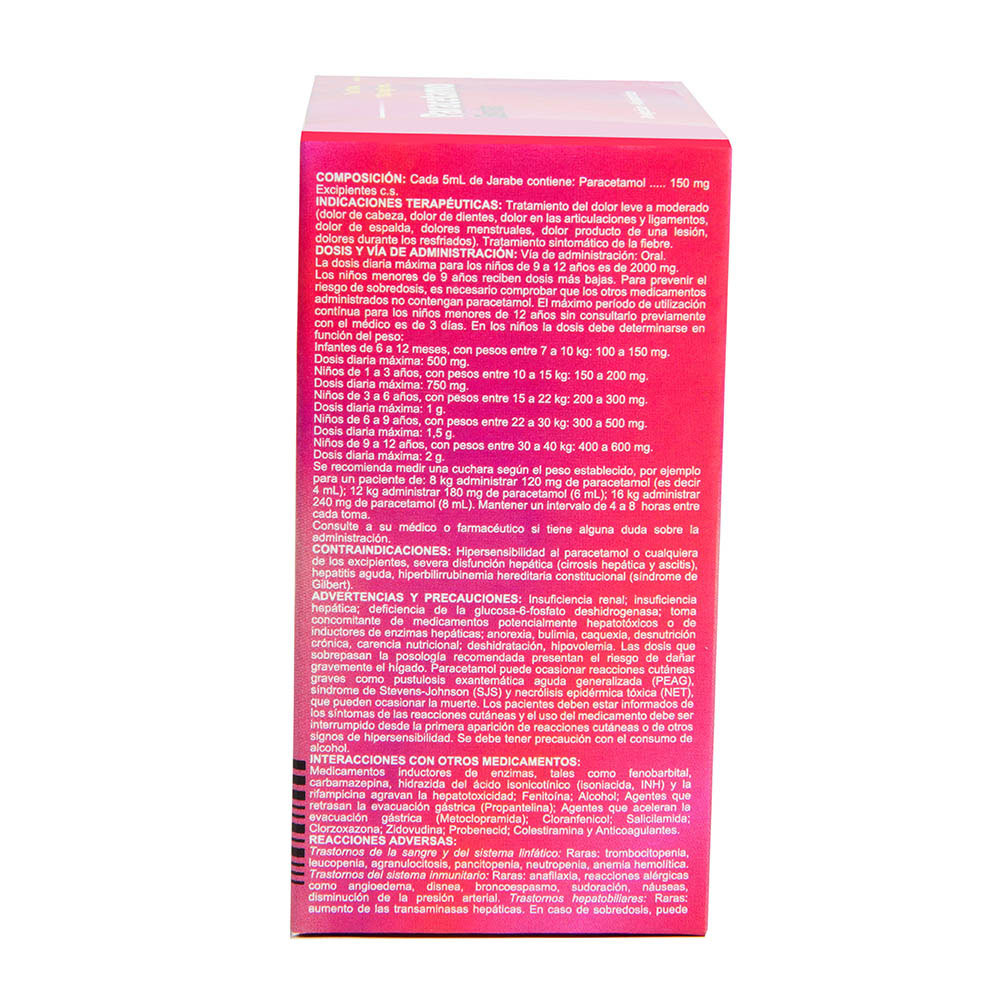 Paracetamol
COMPOSICIÓN: Cada 5mL de Jarabe contiene: Paracetamol ..... 150 mg
Excipientes c.s.
INDICACIONES TERAPÉUTICAS: Tratamiento del dolor leve a moderado
(dolor de cabeza, dolor de dientes, dolor en las articulaciones y ligamentos,
dolor de espalda, dolores menstruales, dolor producto de una lesión,
dolores durante los resfriados). Tratamiento sintomático de la fiebre.
DOSIS Y VÍA DE ADMINISTRACIÓN: Vía de administración: Oral.
La dosis diaria máxima para los niños de 9 a 12 años es de 2000 mg.
Los niños menores de 9 años reciben dosis más bajas. Para prevenir el
riesgo de sobredosis, es necesario comprobar que los otros medicamentos
administrados no contengan paracetamol. El máximo período de utilización
contínua para los niños menores de 12 años sin consultarlo previamente
con el médico es de 3 días. En los niños la dosis debe determinarse en
función del peso:
Infantes de 6 a 12 meses, con pesos entre 7 a 10 kg: 100 a 150 mg.
Dosis diaria máxima: 500 mg.
Niños de 1 a 3 años, con pesos entre 10 a 15 kg: 150 a 200 mg.
Dosis diaria máxima: 750 mg.
Niños de 3 a 6 años, con pesos entre 15 a 22 kg: 200 a 300 mg.
Dosis diaria máxima: 1 g.
Niños de 6 a 9 años, con pesos entre 22 a 30 kg: 300 a 500 mg.
Dosis diaria máxima: 1,5 g.
Niños de 9 a 12 años, con pesos entre 30 a 40 kg: 400 a 600 mg.
Dosis diaria máxima: 2 g.
Se recomienda medir una cuchara según el peso establecido, por ejemplo
para un paciente de: 8 kg administrar 120 mg de paracetamol (es decir
4 mL); 12 kg administrar 180 mg de paracetamol (6 mL); 16 kg administrar
240 mg de paracetamol (8 mL). Mantener un intervalo de 4 a 8 horas entre
cada toma.
Consulte a su médico o farmacéutico si tiene alguna duda sobre la
administración.
CONTRAINDICACIONES: Hipersensibilidad al paracetamol o cualquiera
de los excipientes, severa disfunción hepática (cirrosis hepática y ascitis),
hepatitis aguda, hiperbilirrubinemia hereditaria constitucional (síndrome de
Gilbert).
ADVERTENCIAS Y PRECAUCIONES: Insuficiencia renal; insuficiencia
hepática; deficiencia de la glucosa-6-fosfato deshidrogenasa; toma
concomitante de medicamentos potencialmente hepatotóxicos o de
inductores de enzimas hepáticas; anorexia, bulimia, caquexia, desnutrición
crónica, carencia nutricional; deshidratación, hipovolemia. Las dosis que
sobrepasan la posología recomendada presentan el riesgo de dañar
gravemente el hígado. Paracetamol puede ocasionar reacciones cutáneas
graves como pustulosis exantemática aguda generalizada (PEAG),
síndrome de Stevens-Johnson (SJS) y necrólisis epidérmica tóxica (NET),
que pueden ocasionar la muerte. Los pacientes deben estar informados de
los síntomas de las reacciones cutáneas y el uso del medicamento debe ser
interrumpido desde la primera aparición de reacciones cutáneas o de otros
signos de hipersensibilidad. Se debe tener precaución con el consumo de
alcohol.
INTERACCIONES CON OTROS MEDICAMENTOS:
Medicamentos inductores de enzimas, tales como fenobarbital,
carbamazepina, hidrazida del ácido isonicotínico (isoniacida, INH) y la
rifampicina agravan la hepatotoxicidad; Fenitoína; Alcohol; Agentes que
retrasan la evacuación gástrica (Propantelina); Agentes que aceleran la
evacuación gástrica (Metoclopramida); Cloranfenicol; Salicilamida;
Clorzoxazona; Zidovudina; Probenecid; Colestiramina y Anticoagulantes.
REACCIONES ADVERSAS:
Trastornos de la sangre y del sistema linfático: Raras: trombocitopenia,
leucopenia, agranulocitosis, pancitopenia, neutropenia, anemia hemolítica.
Trastornos del sistema inmunitario: Raras: anafilaxia, reacciones alérgicas
como angioedema, disnea, broncoespasmo, sudoración, náuseas,
disminución de la presión arterial. Trastornos hepatobiliares: Raras:
aumento de las transaminasas hepáticas. En caso de sobredosis, puede